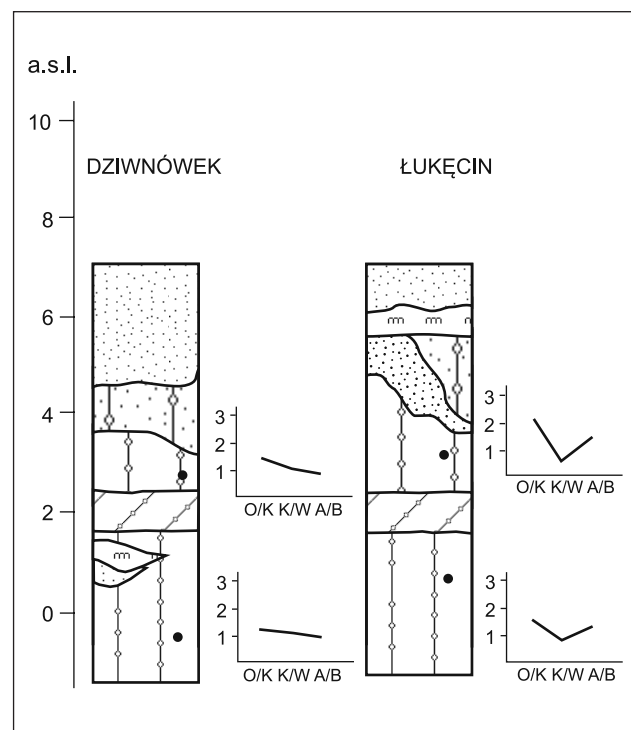 a.s.l.
10
8
6
4
2
0
DZIWNÓWEK
ŁUKĘCIN
3
2
1
O/K K/W A/B
3
2
1
O/K K/W A/B
3
2
1
O/K K/W A/B
3
2
1
O/K K/W A/B